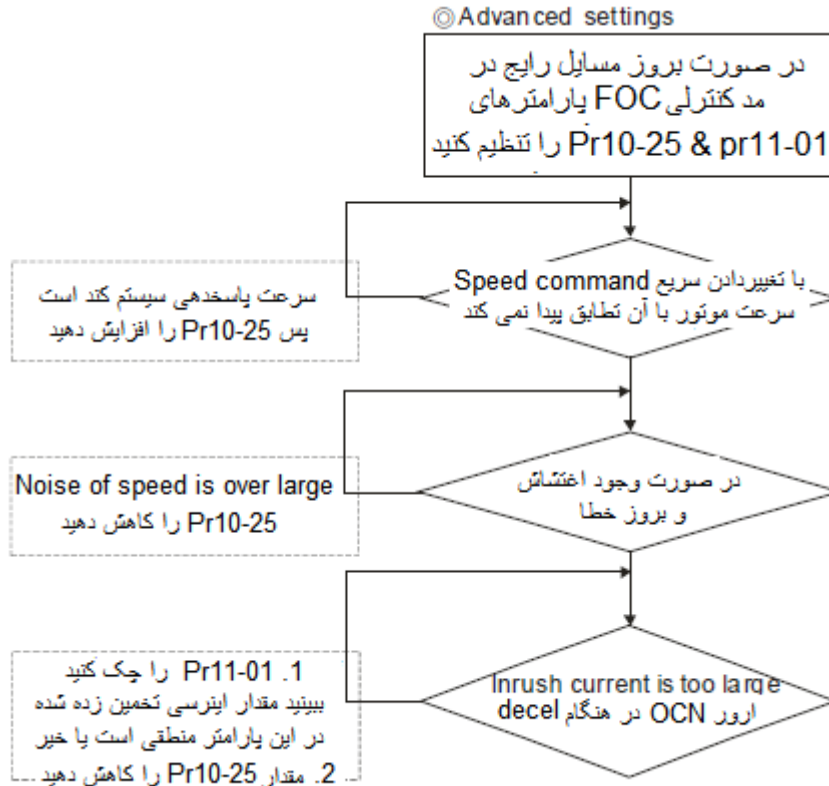 ◎Advanced settings
در صورت بروز مسایل رایج در
مد کنترلی FOC پارامترهای
Pr10-25 & pr11-01 را تنظیم کنید
با تغییردادن سریع Speed command
سرعت موتور با آن تطابق پیدا نمی کند
سرعت پاسخدهی سیستم کند است
پس Pr10-25 را افزایش دهید
در صورت وجود اغتشاش
و بروز خطا
Noise of speed is over large
Pr10-25 را کاهش دهید
Inrush current is too large
ارور OCN در هنگام decel
1. Pr11-01 را چک کنید
ببینید مقدار اینرسی تخمین زده شده
در این پارامتر منطقی است یا خیر
2. مقدار Pr10-25 را کاهش دهید